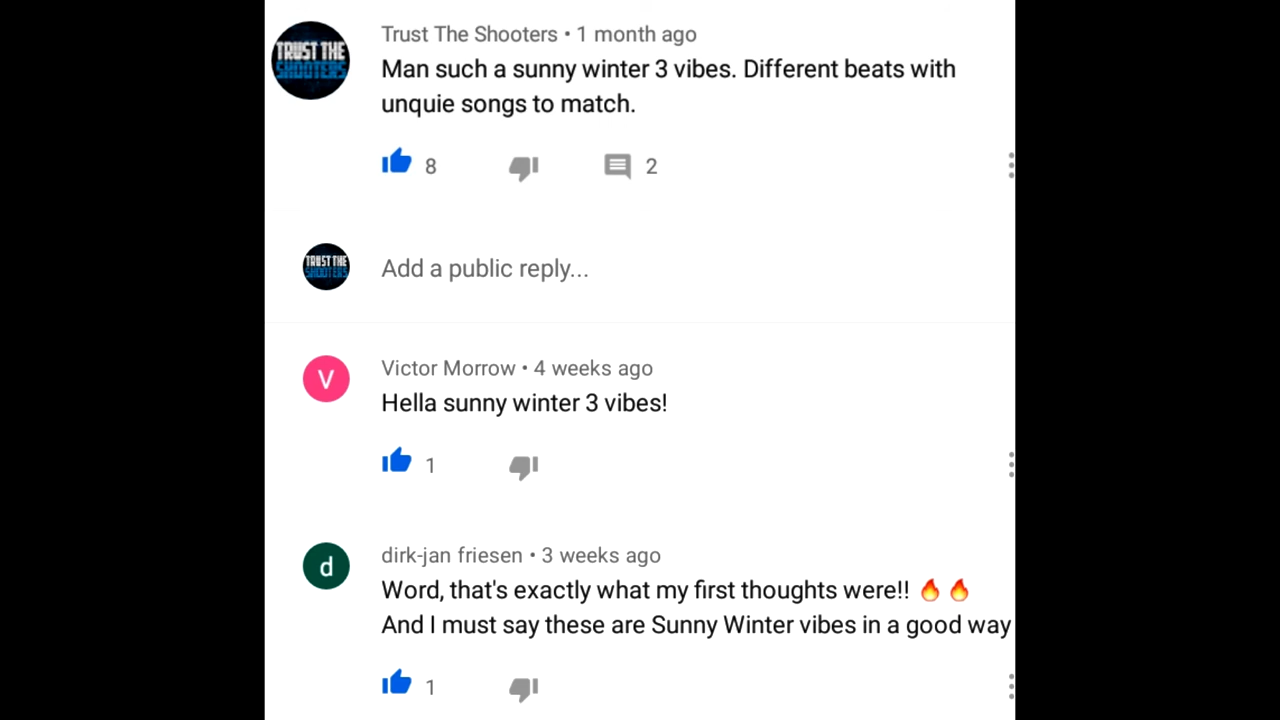 TRUST THE
SHOOTERS
Trust The Shooters • 1 month ago
Man such a sunny winter 3 vibes. Different beats with
unquie songs to match.
8
2
TRUST THE
SHOOTERS
Add a public reply...
V
Victor Morrow • 4 weeks ago
Hella sunny winter 3 vibes!
1
d
dirk-jan friesen • 3 weeks ago
Word, that's exactly what my first thoughts were!! 🔥 🔥
And I must say these are Sunny Winter vibes in a good way
1